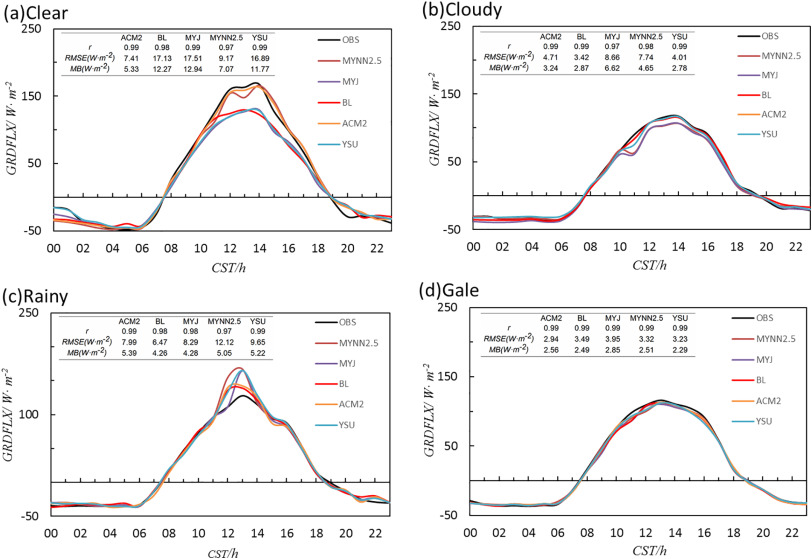 (a)Clear
250
ACM2 BL MYJ MYNN2.5 YSU
r 0.99 0.98 0.99 0.97 0.99
RMSE(W·m-2) 7.41 17.13 17.51 9.17 16.89
MB(W·m-2) 5.33 12.27 12.94 7.07 11.77
OBS
MYNN2.5
MYJ
BL
ACM2
YSU
GRDFLX/ W· m-2
150
50
-50
00 02 04 06 08 10 12 14 16 18 20 22
CST/h
(b)Cloudy
250
ACM2 BL MYJ MYNN2.5 YSU
r 0.99 0.99 0.97 0.98 0.99
RMSE(W·m-2) 4.71 3.42 8.66 7.74 4.01
MB(W·m-2) 3.24 2.87 6.62 4.65 2.78
OBS
MYNN2.5
MYJ
BL
ACM2
YSU
GRDFLX/ W· m-2
150
50
-50
00 02 04 06 08 10 12 14 16 18 20 22
CST/h
(c)Rainy
250
ACM2 BL MYJ MYNN2.5 YSU
r 0.99 0.98 0.98 0.97 0.99
RMSE(W·m-2) 7.99 6.47 8.29 12.12 9.65
MB(W·m-2) 5.39 4.26 4.28 5.05 5.22
OBS
MYNN2.5
MYJ
BL
ACM2
YSU
GRDFLX/ W· m-2
100
-50
00 02 04 06 08 10 12 14 16 18 20 22
CST/h
(d)Gale
250
ACM2 BL MYJ MYNN2.5 YSU
r 0.99 0.99 0.99 0.99 0.99
RMSE(W·m-2) 2.94 3.49 3.95 3.32 3.23
MB(W·m-2) 2.56 2.49 2.85 2.51 2.29
OBS
MYNN2.5
MYJ
BL
ACM2
YSU
GRDFLX/ W· m-2
150
50
-50
00 02 04 06 08 10 12 14 16 18 20 22
CST/h